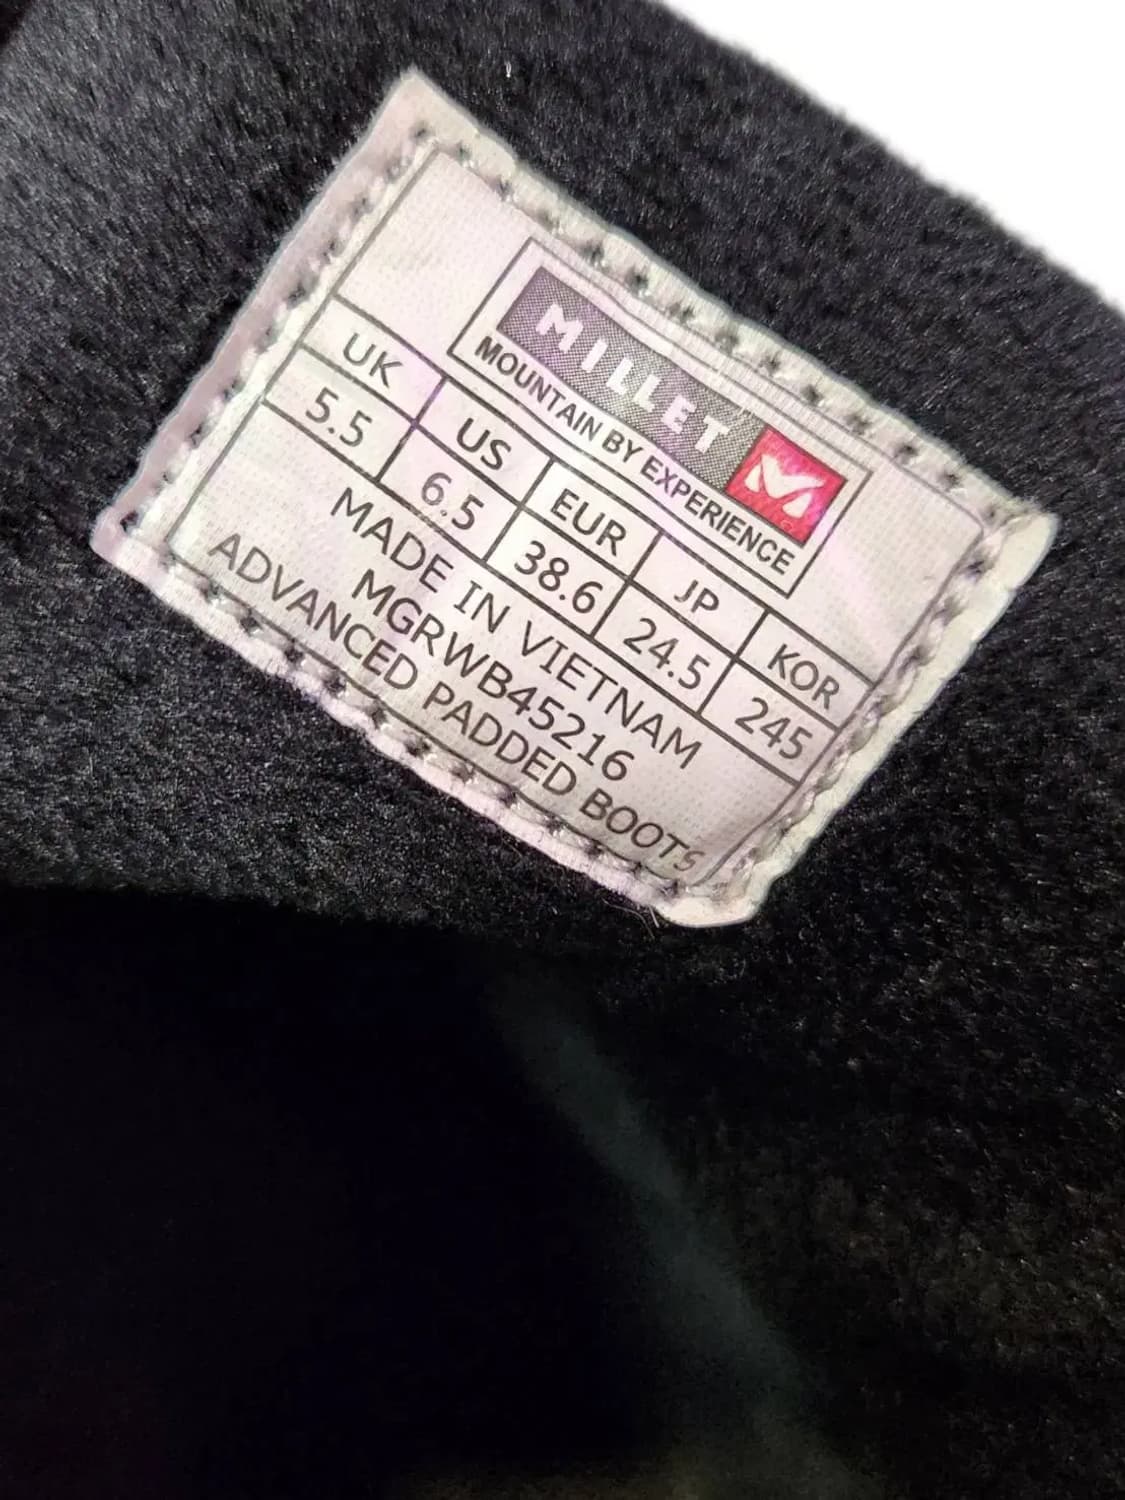 MILLET
MOUNTAIN BY EXPERIENCE
UK US EUR JP KOR
5.5 6.5 38.6 24.5 245
MADE IN VIETNAM
MGRWB45216
ADVANCED PADDED BOOTS